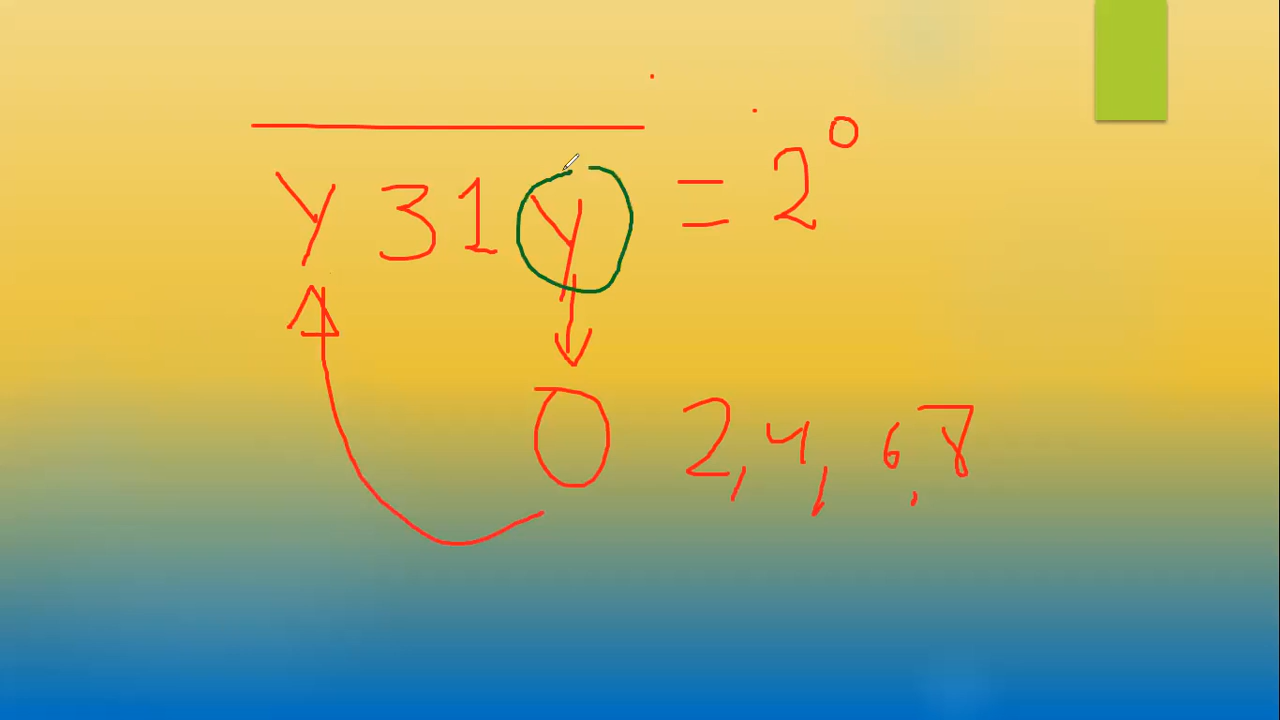 y31y = 2°
0 2, 4, 6, 8